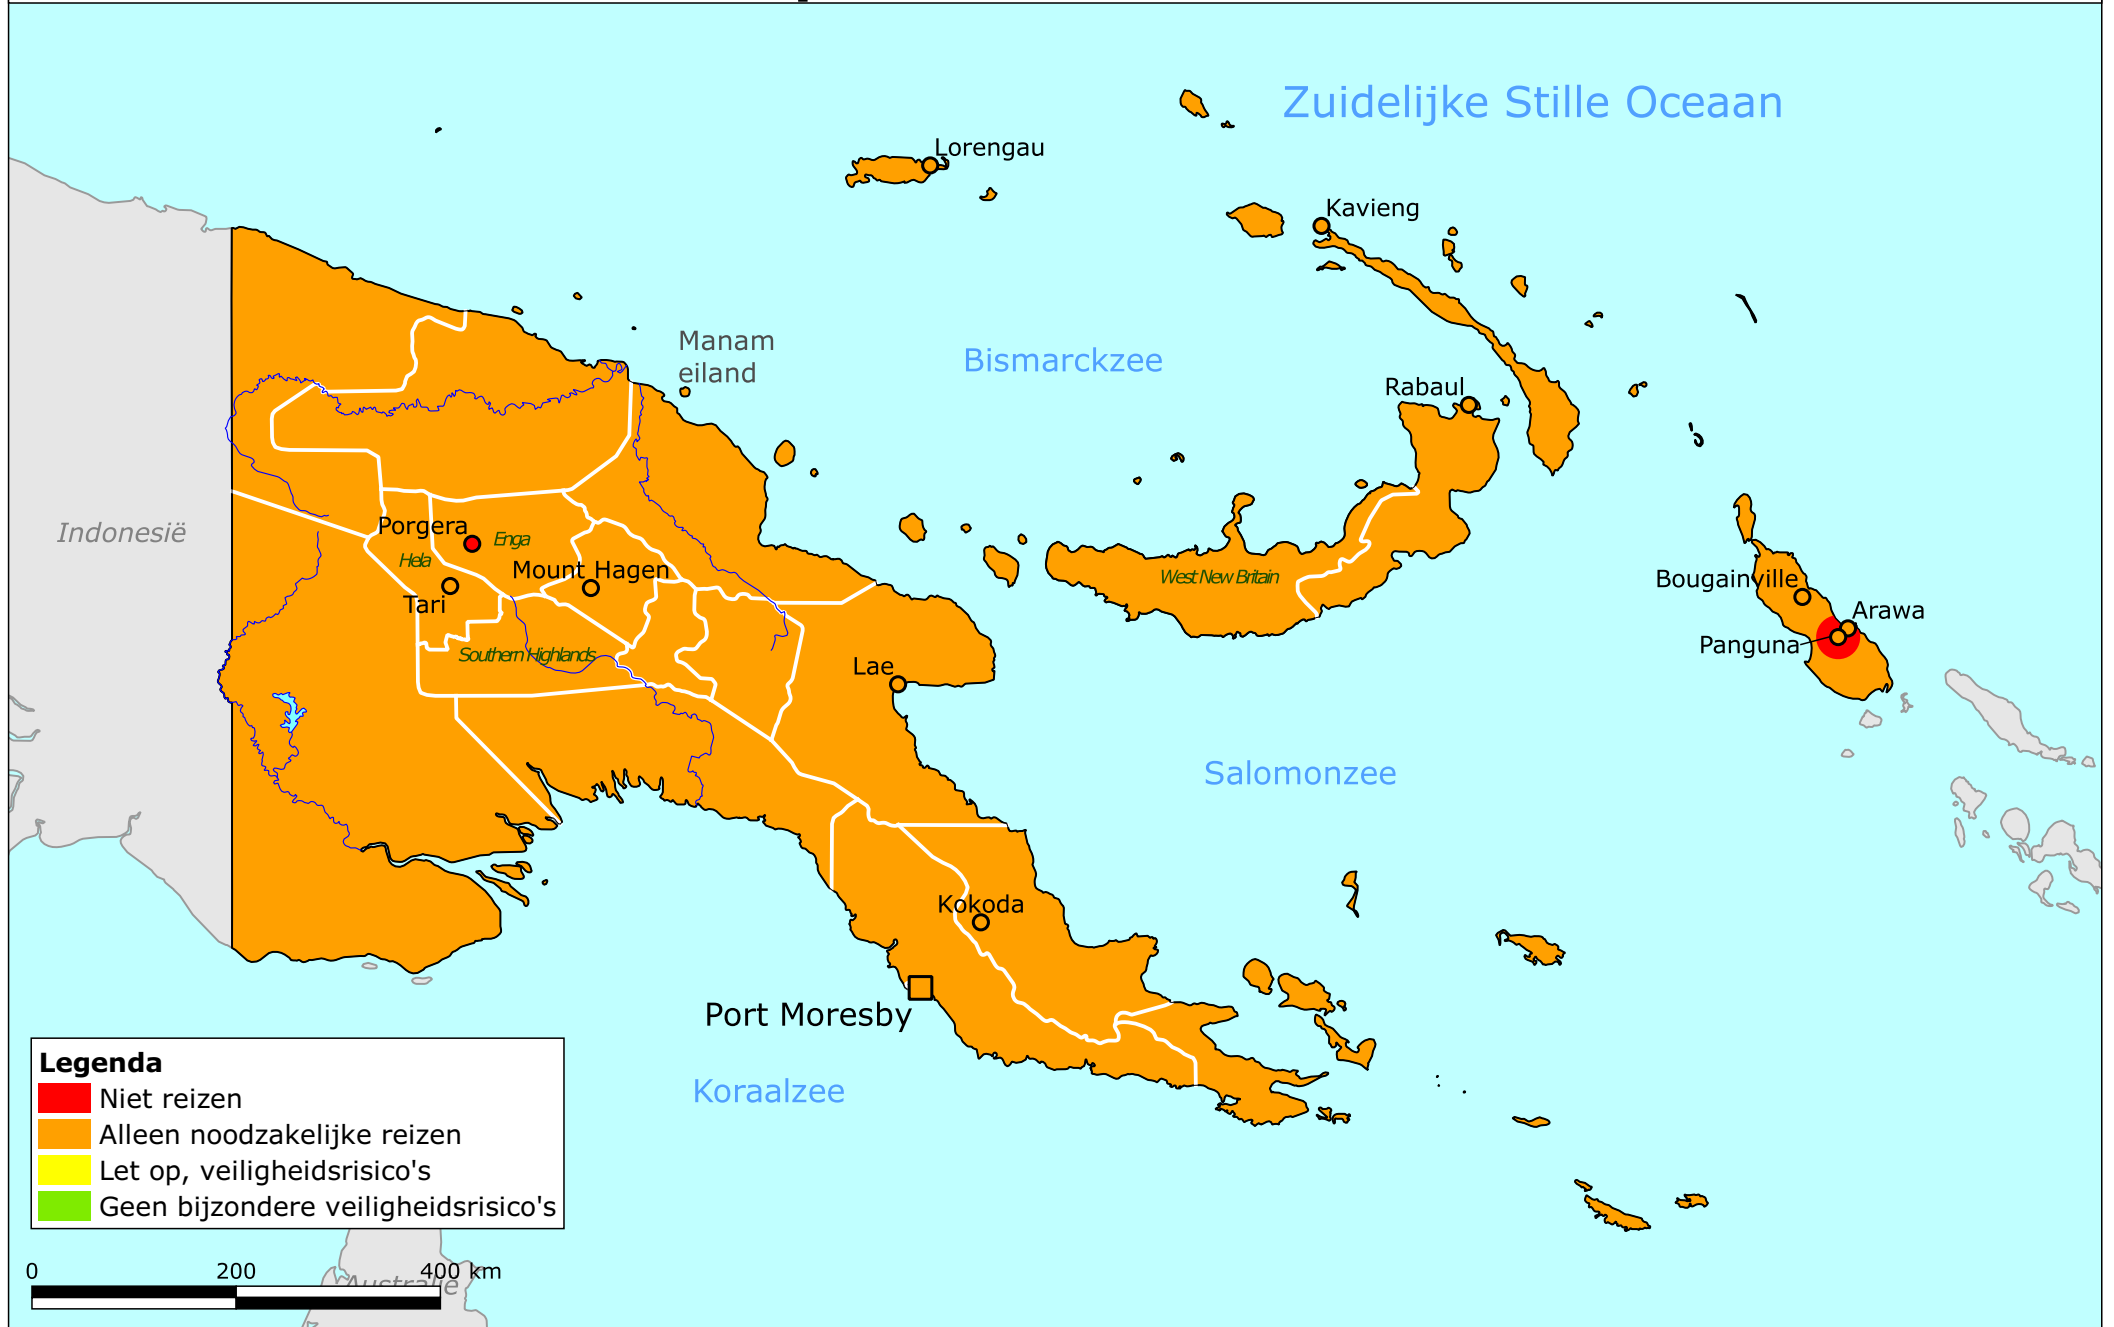 Zuidelijke Stille Oceaan
Lorengau
Kavieng
Manam
eiland
Bismarckzee
Rabaul
Indonesië
Porgera
Enga
Hela
Mount Hagen
Tari
West New Britain
Bougainville
Arawa
Panguna
Southern Highlands
Lae
Salomonzee
Kokoda
Port Moresby
Koraalzee
Legenda
Niet reizen
Alleen noodzakelijke reizen
Let op, veiligheidsrisico's
Geen bijzondere veiligheidsrisico's
0 200 400 km
Australië